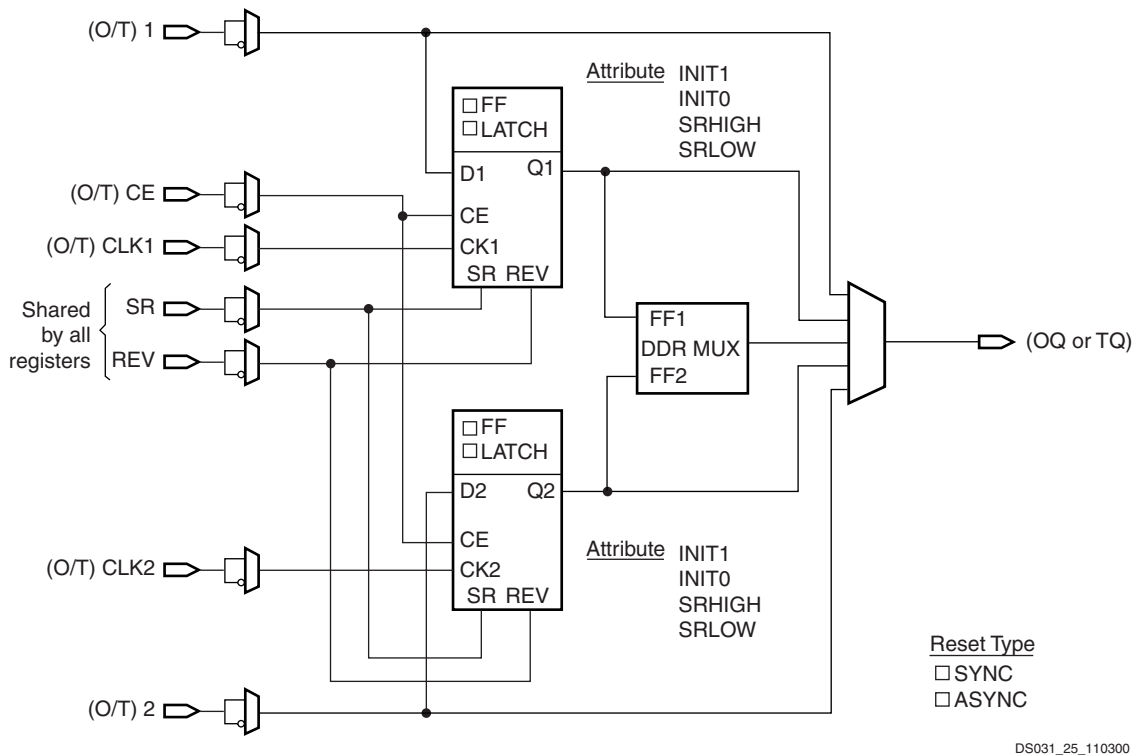 (O/T) 1
Attribute INIT1
INIT0
SRHIGH
SRLOW
FF
LATCH
D1 Q1
(O/T) CE
CE
(O/T) CLK1
CK1
SR REV
Shared
by all
registers
SR
REV
FF1
DDR MUX
FF2
(OQ or TQ)
FF
LATCH
D2 Q2
CE
Attribute INIT1
INIT0
SRHIGH
SRLOW
(O/T) CLK2
CK2
SR REV
Reset Type
SYNC
ASYNC
(O/T) 2
DS031_25_110300